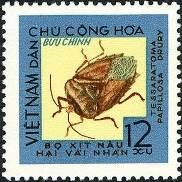 VIỆT NAM DÂN CHỦ CỘNG HÒA
BƯU CHÍNH
TESSARATOMA
PAPILLOSA DRURY
BỌ XÍT NÂU
HẠI VẢI NHÃN
12 XU